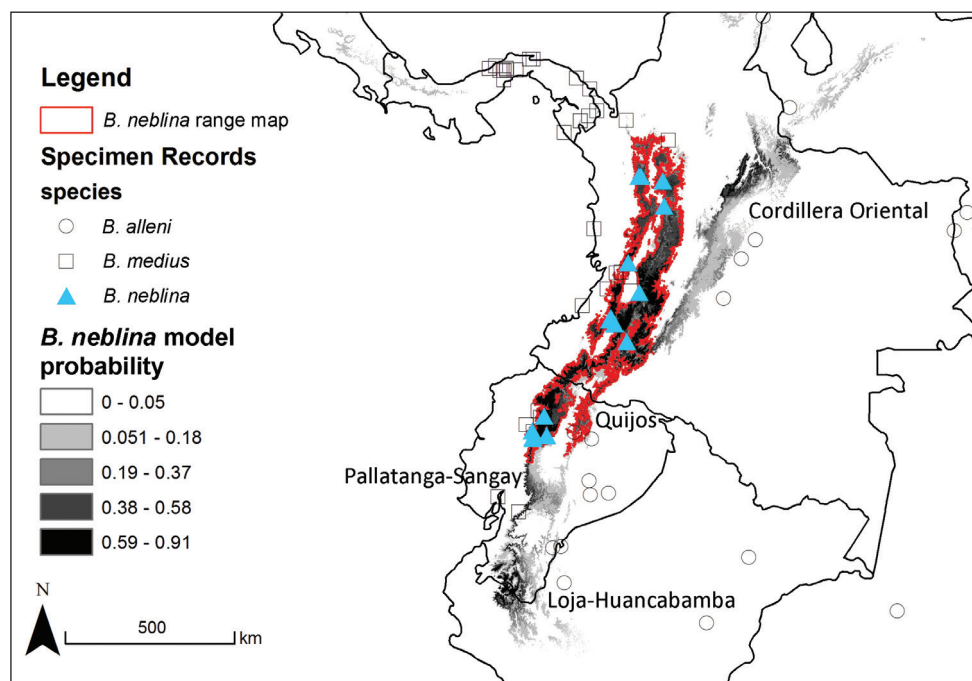 Legend
B. neblina range map
Specimen Records
species
B. alleni
B. medius
B. neblina
B. neblina model
probability
0 - 0.05
0.051 - 0.18
0.19 - 0.37
0.38 - 0.58
0.59 - 0.91
N
500
km
Cordillera Oriental
Quijos
Pallatanga-Sangay
Loja-Huancabamba